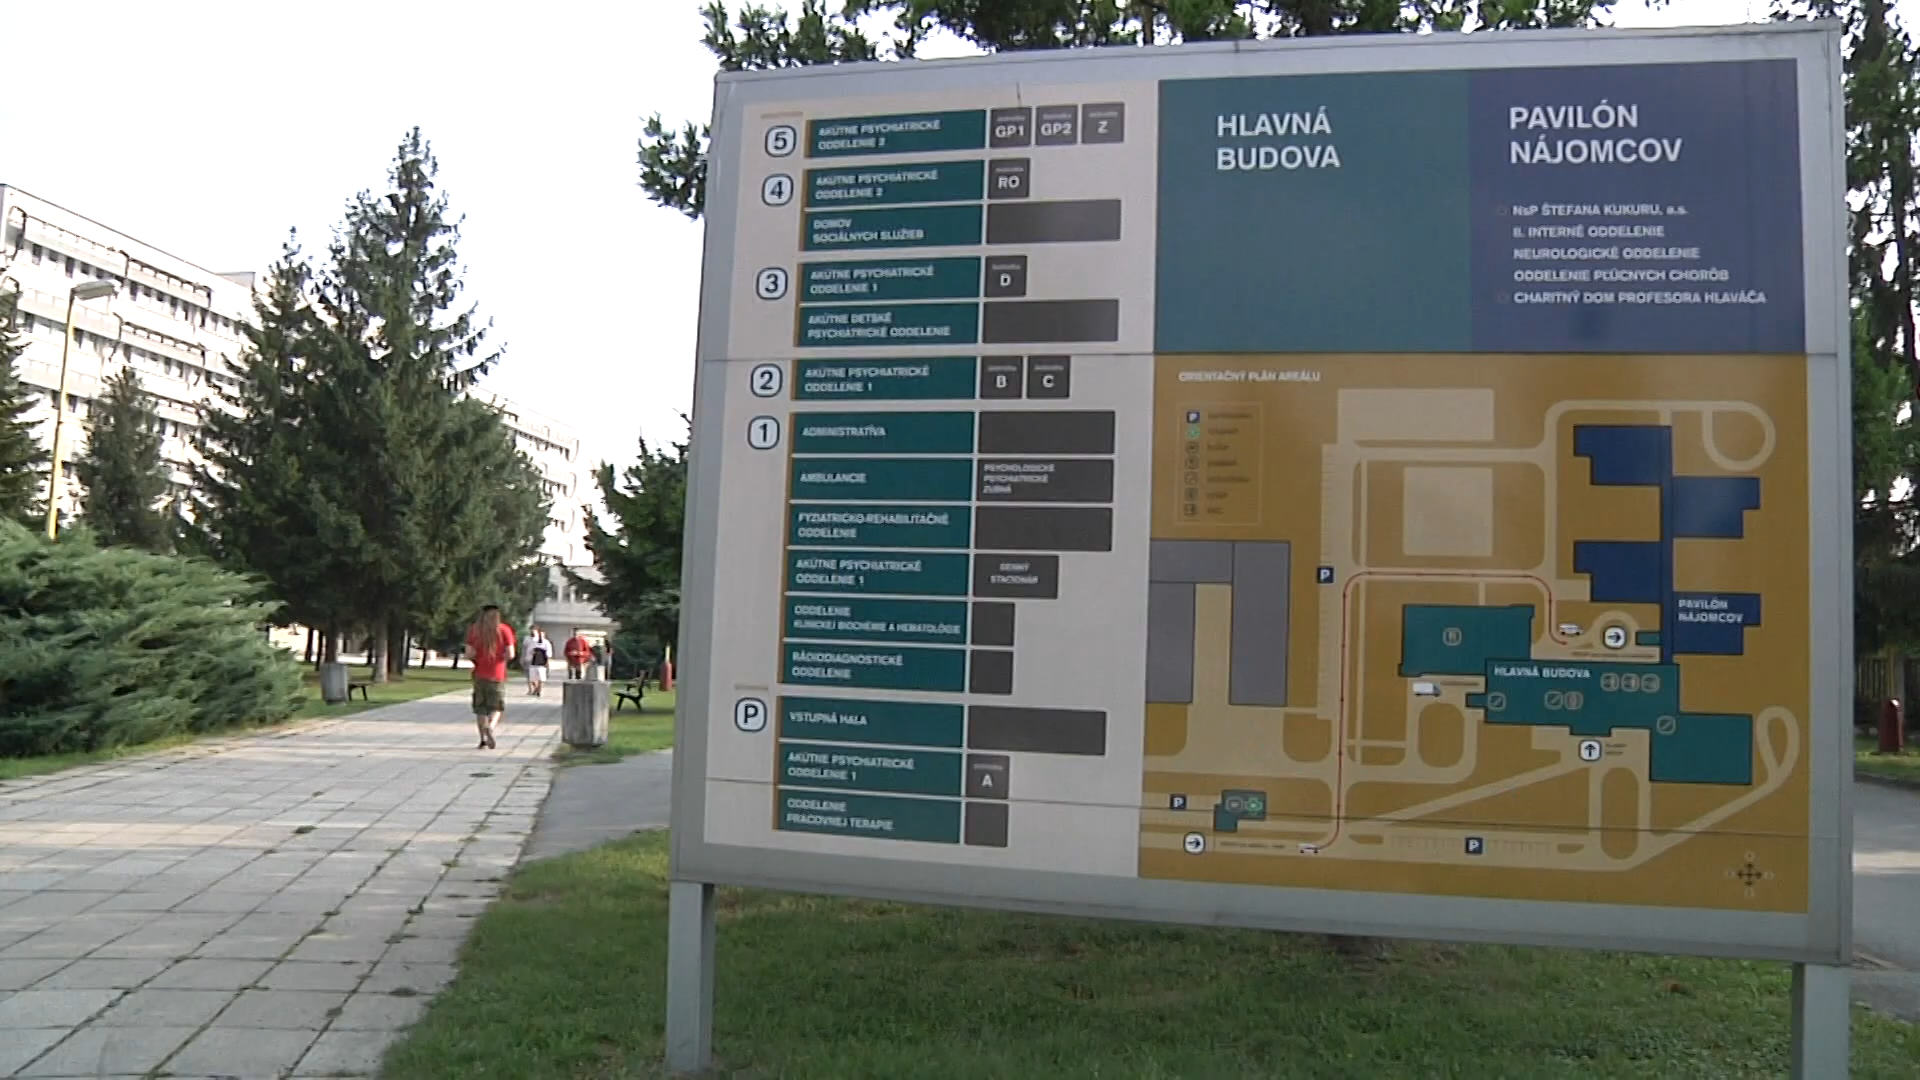 5
AKÚTNE PSYCHIATRICKÉ
ODDELENIE 2
GP1
GP2
Z
4
AKÚTNE PSYCHIATRICKÉ
ODDELENIE 2
RO
DOMOV
SOCIÁLNYCH SLUŽIEB
3
AKÚTNE PSYCHIATRICKÉ
ODDELENIE 1
D
AKÚTNE DETSKÉ
PSYCHIATRICKÉ ODDELENIE
2
AKÚTNE PSYCHIATRICKÉ
ODDELENIE 1
B
C
1
ADMINISTRATÍVA
AMBULANCIE
PSYCHOLOGICKÉ
PSYCHIATRICKÉ
ZUBNÁ
FYZIATRICKO-REHABILITAČNÉ
ODDELENIE
AKÚTNE PSYCHIATRICKÉ
ODDELENIE 1
DENNÝ
STACIONÁR
ODDELENIE
KLINICKEJ BIOCHÉMIE A HEMATOLÓGIE
RÁDIODIAGNOSTICKÉ
ODDELENIE
P
VSTUPNÁ HALA
AKÚTNE PSYCHIATRICKÉ
ODDELENIE 1
A
ODDELENIE
PRACOVNEJ TERAPIE
HLAVNÁ
BUDOVA
PAVILÓN
NÁJOMCOV
NsP ŠTEFANA KUKURU, a.s.
II. INTERNÉ ODDELENIE
NEUROLOGICKÉ ODDELENIE
ODDELENIE PĽÚCNYCH CHORÔB
CHARITNÝ DOM PROFESORA HLAVÁČA
ORIENTAČNÝ PLÁN AREÁLU
P
P
PAVILÓN
NÁJOMCOV
HLAVNÁ BUDOVA
P
P